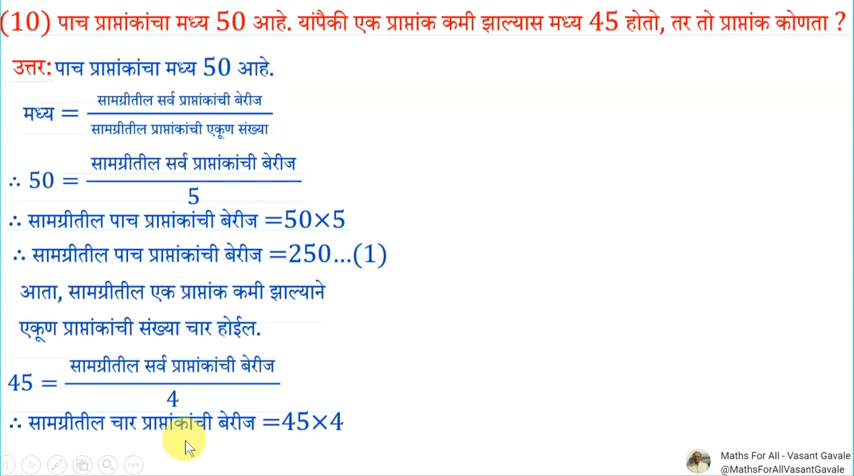 (10) पाच प्राप्तांकांचा मध्य 50 आहे. यांपैकी एक प्राप्तांक कमी झाल्यास मध्य 45 होतो, तर तो प्राप्तांक कोणता ?
उत्तर: पाच प्राप्तांकांचा मध्य 50 आहे.
मध्य = सामग्रीतील सर्व प्राप्तांकांची बेरीज
सामग्रीतील प्राप्तांकांची एकूण संख्या
∴ 50 = सामग्रीतील सर्व प्राप्तांकांची बेरीज
5
∴ सामग्रीतील पाच प्राप्तांकांची बेरीज =50×5
∴ सामग्रीतील पाच प्राप्तांकांची बेरीज =250...(1)
आता, सामग्रीतील एक प्राप्तांक कमी झाल्याने
एकूण प्राप्तांकांची संख्या चार होईल.
45 = सामग्रीतील सर्व प्राप्तांकांची बेरीज
4
∴ सामग्रीतील चार प्राप्तांकांची बेरीज =45×4
Maths For All - Vasant Gavale
@MathsForAllVasantGavale